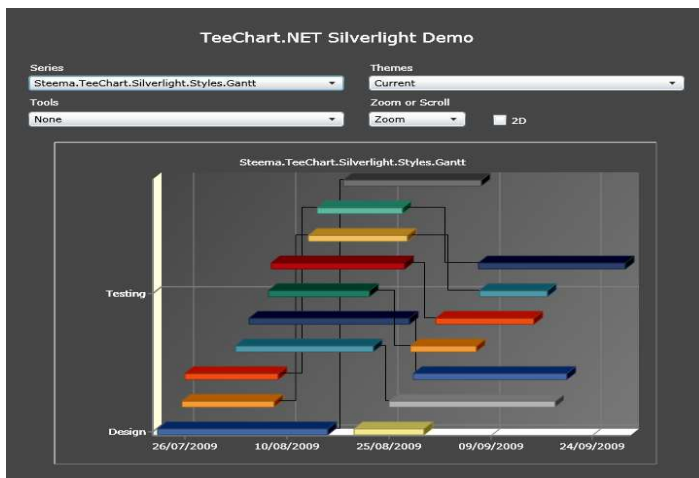 TeeChart.NET Silverlight Demo
Series
Themes
Steema.TeeChart.Silverlight.Styles.Gantt
Current
Tools
Zoom or Scroll
None
Zoom
2D
Steema.TeeChart.Silverlight.Styles.Gantt
Testing
Design
26/07/2009
10/08/2009
25/08/2009
09/09/2009
24/09/2009